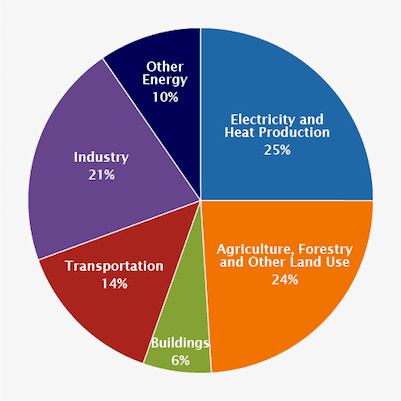 Other
Energy
10%
Electricity and
Heat Production
25%
Industry
21%
Agriculture, Forestry
and Other Land Use
24%
Transportation
14%
Buildings
6%